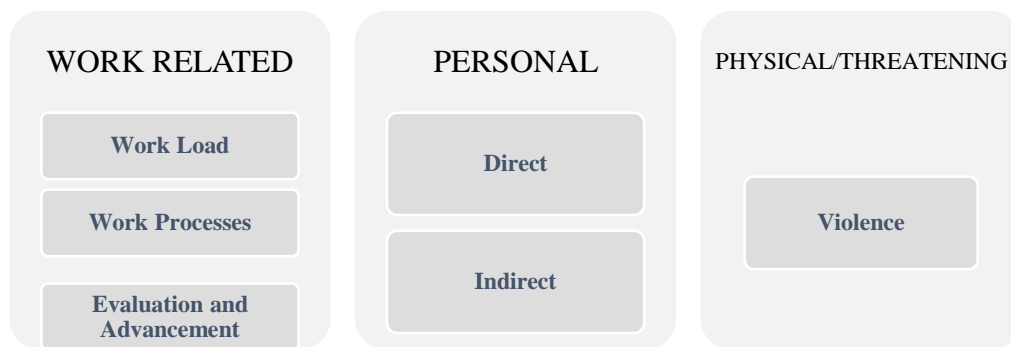 WORK RELATED
Work Load
Work Processes
Evaluation and
Advancement
PERSONAL
Direct
Indirect
PHYSICAL/THREATENING
Violence